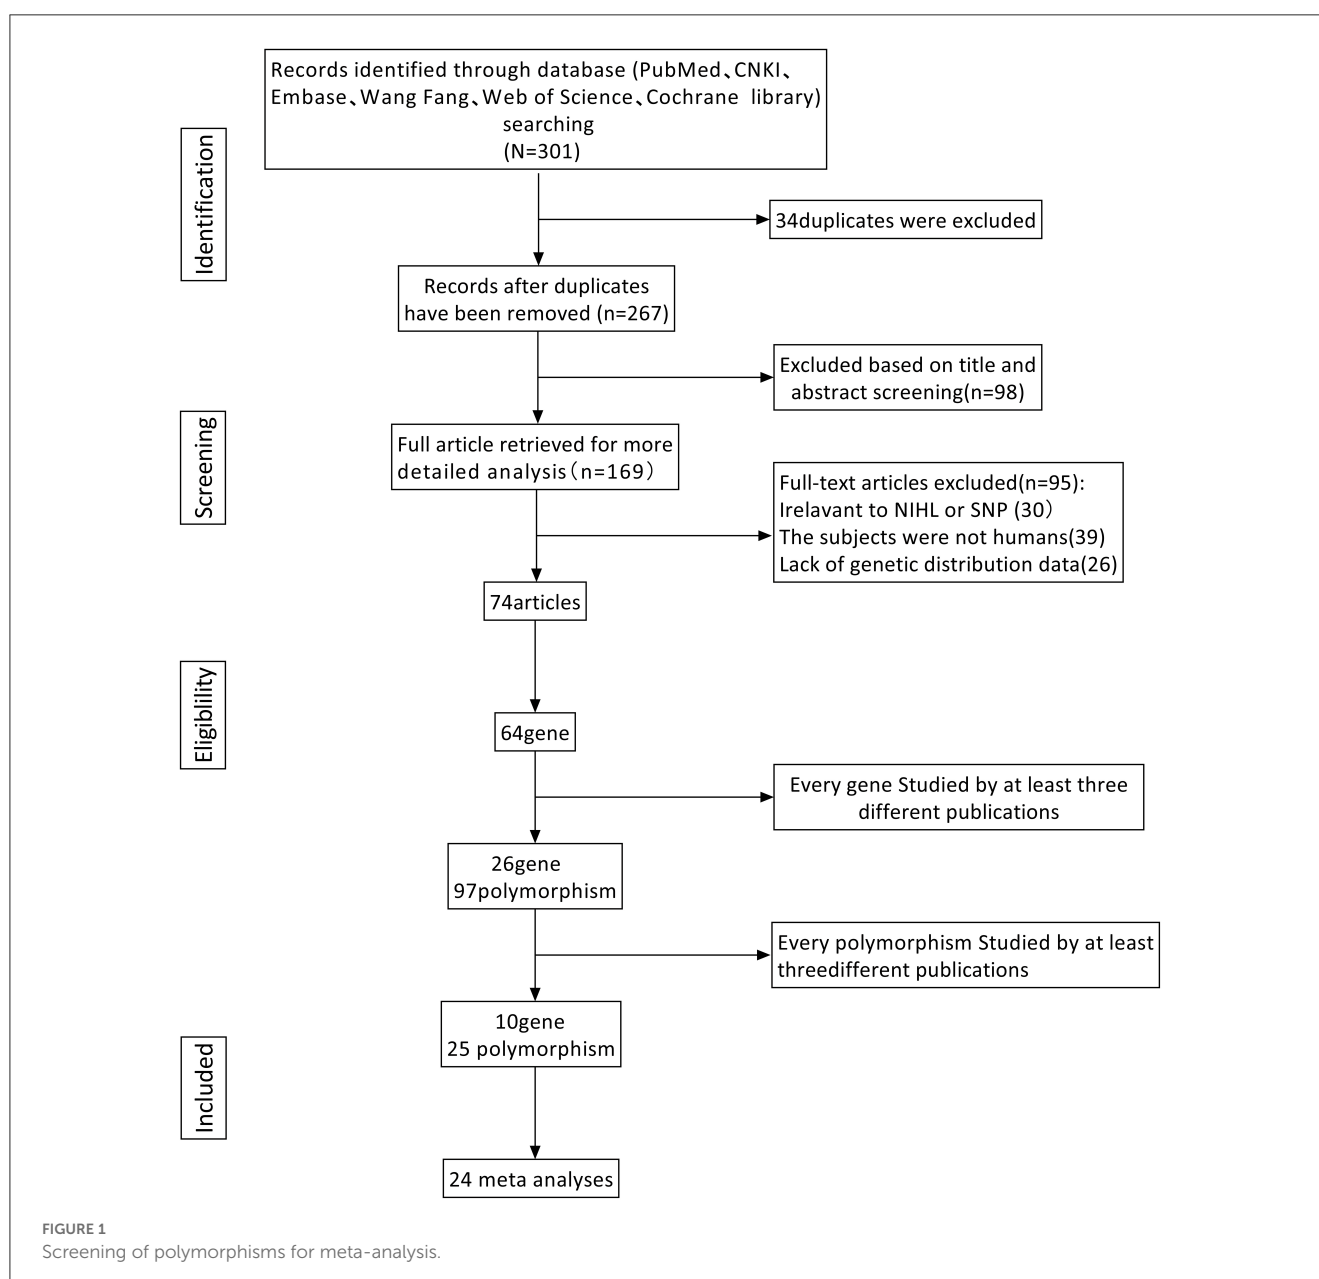 Records identified through database (PubMed、CNKI、
Embase、Wang Fang、Web of Science、Cochrane library)
searching
(N=301)
Identification
34duplicates were excluded
Records after duplicates
have been removed (n=267)
Excluded based on title and
abstract screening(n=98)
Screening
Full article retrieved for more
detailed analysis（n=169）
Full-text articles excluded(n=95):
Irelavant to NIHL or SNP (30）
The subjects were not humans(39)
Lack of genetic distribution data(26)
74articles
Eligiblility
64gene
Every gene Studied by at least three
different publications
26gene
97polymorphism
Every polymorphism Studied by at least
threedifferent publications
10gene
25 polymorphism
Included
24 meta analyses
FIGURE 1
Screening of polymorphisms for meta-analysis.